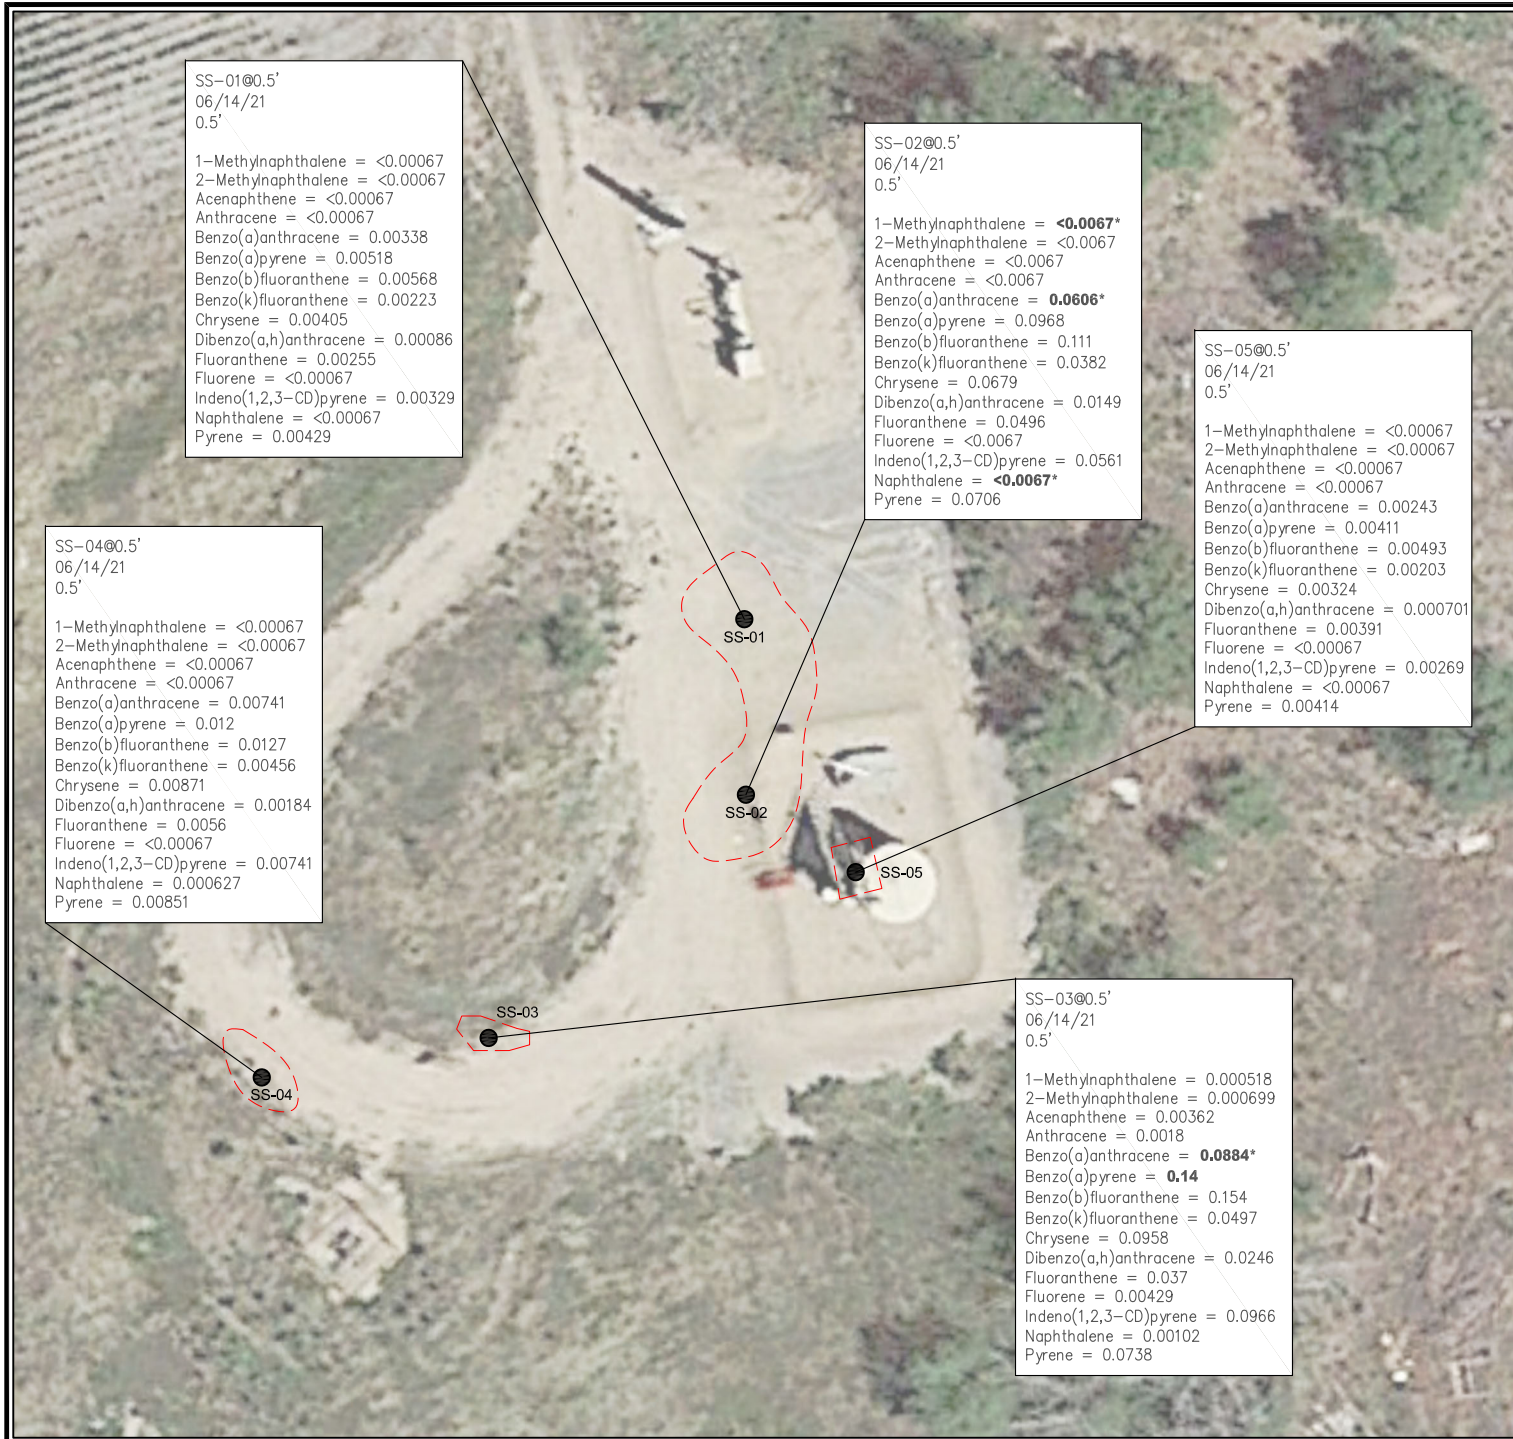 SS-01@0.5'
06/14/21
0.5'
1-Methylnaphthalene = <0.00067
2-Methylnaphthalene = <0.00067
Acenaphthene = <0.00067
Anthracene = <0.00067
Benzo(a)anthracene = 0.00338
Benzo(a)pyrene = 0.00518
Benzo(b)fluoranthene = 0.00568
Benzo(k)fluoranthene = 0.00223
Chrysene = 0.00405
Dibenzo(a,h)anthracene = 0.00086
Fluoranthene = 0.00255
Fluorene = <0.00067
Indeno(1,2,3-CD)pyrene = 0.00329
Naphthalene = <0.00067
Pyrene = 0.00429
SS-02@0.5'
06/14/21
0.5'
1-Methylnaphthalene = <0.0067*
2-Methylnaphthalene = <0.0067
Acenaphthene = <0.0067
Anthracene = <0.0067
Benzo(a)anthracene = 0.0606*
Benzo(a)pyrene = 0.0968
Benzo(b)fluoranthene = 0.111
Benzo(k)fluoranthene = 0.0382
Chrysene = 0.0679
Dibenzo(a,h)anthracene = 0.0149
Fluoranthene = 0.0496
Fluorene = <0.0067
Indeno(1,2,3-CD)pyrene = 0.0561
Naphthalene = <0.0067*
Pyrene = 0.0706
SS-05@0.5'
06/14/21
0.5'
1-Methylnaphthalene = <0.00067
2-Methylnaphthalene = <0.00067
Acenaphthene = <0.00067
Anthracene = <0.00067
Benzo(a)anthracene = 0.00243
Benzo(a)pyrene = 0.00411
Benzo(b)fluoranthene = 0.00493
Benzo(k)fluoranthene = 0.00203
Chrysene = 0.00324
Dibenzo(a,h)anthracene = 0.000701
Fluoranthene = 0.00391
Fluorene = <0.00067
Indeno(1,2,3-CD)pyrene = 0.00269
Naphthalene = <0.00067
Pyrene = 0.00414
SS-04@0.5'
06/14/21
0.5'
1-Methylnaphthalene = <0.00067
2-Methylnaphthalene = <0.00067
Acenaphthene = <0.00067
Anthracene = <0.00067
Benzo(a)anthracene = 0.00741
Benzo(a)pyrene = 0.012
Benzo(b)fluoranthene = 0.0127
Benzo(k)fluoranthene = 0.00456
Chrysene = 0.00871
Dibenzo(a,h)anthracene = 0.00184
Fluoranthene = 0.0056
Fluorene = <0.00067
Indeno(1,2,3-CD)pyrene = 0.00741
Naphthalene = 0.000627
Pyrene = 0.00851
SS-01
SS-02
SS-05
SS-03
SS-04
SS-03@0.5'
06/14/21
0.5'
1-Methylnaphthalene = 0.000518
2-Methylnaphthalene = 0.000699
Acenaphthene = 0.00362
Anthracene = 0.0018
Benzo(a)anthracene = 0.0884*
Benzo(a)pyrene = 0.14
Benzo(b)fluoranthene = 0.154
Benzo(k)fluoranthene = 0.0497
Chrysene = 0.0958
Dibenzo(a,h)anthracene = 0.0246
Fluoranthene = 0.037
Fluorene = 0.00429
Indeno(1,2,3-CD)pyrene = 0.0966
Naphthalene = 0.00102
Pyrene = 0.0738